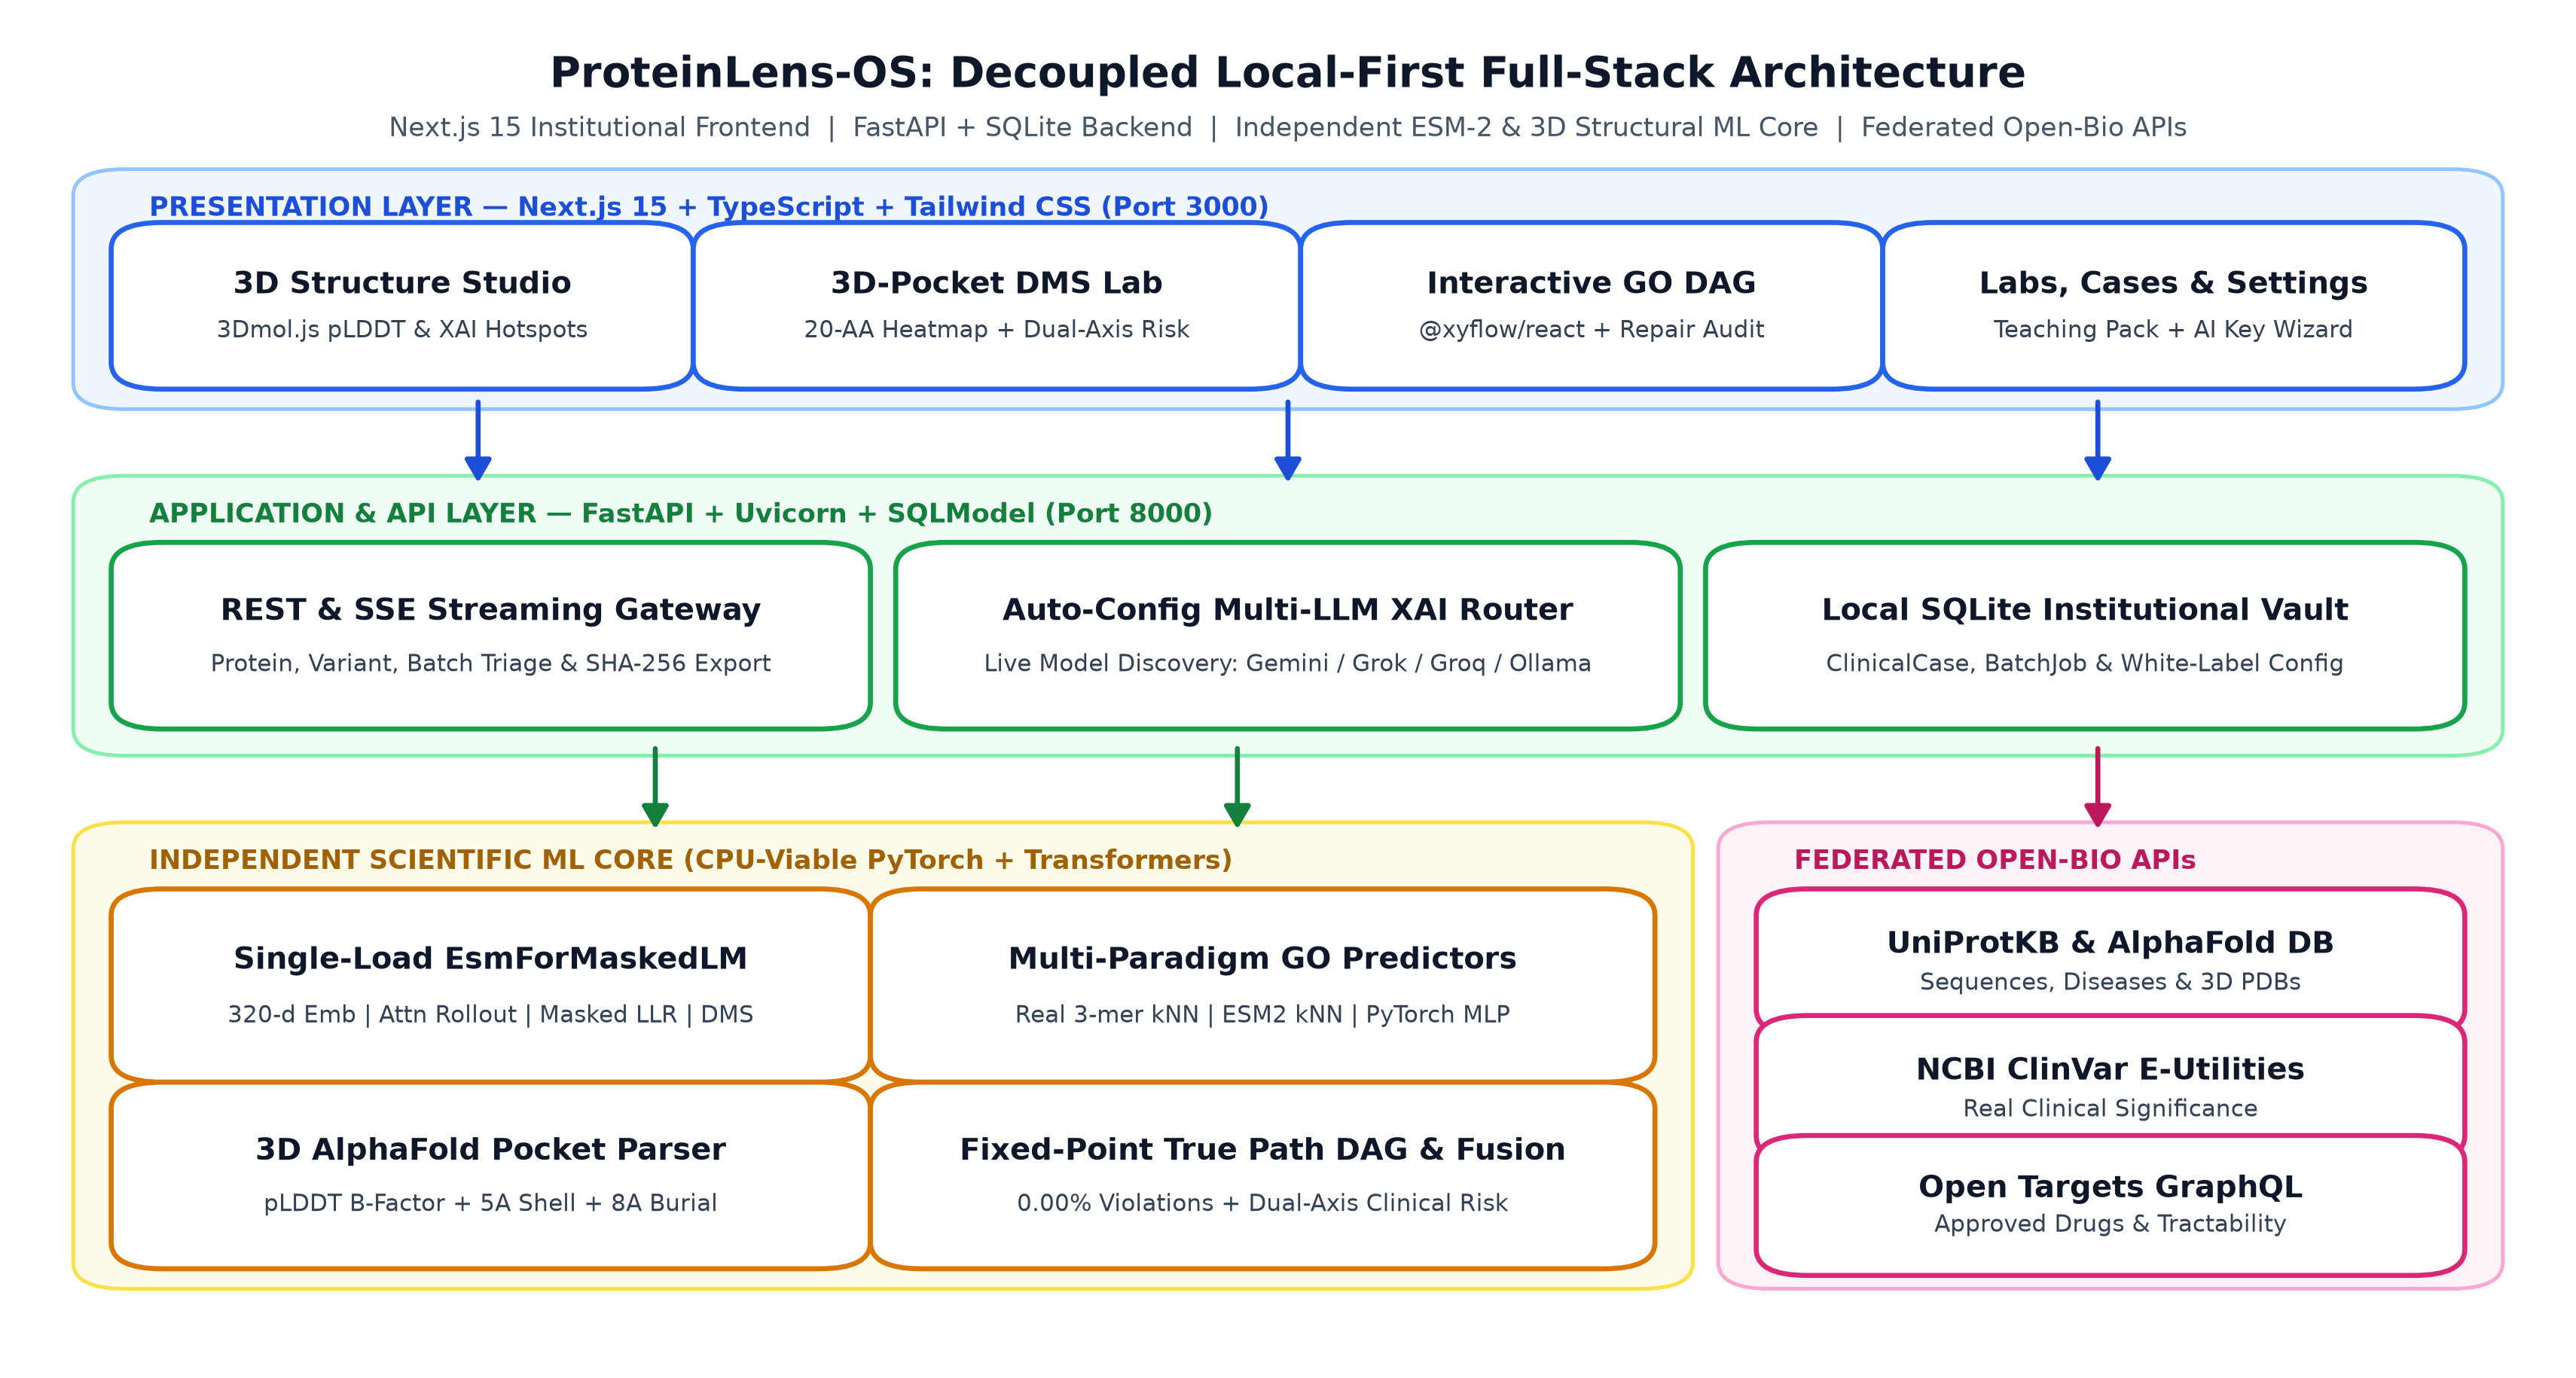 ProteinLens-OS: Decoupled Local-First Full-Stack Architecture
Next.js 15 Institutional Frontend | FastAPI + SQLite Backend | Independent ESM-2 & 3D Structural ML Core | Federated Open-Bio APIs
PRESENTATION LAYER — Next.js 15 + TypeScript + Tailwind CSS (Port 3000)
3D Structure Studio
3Dmol.js pLDDT & XAI Hotspots
3D-Pocket DMS Lab
20-AA Heatmap + Dual-Axis Risk
Interactive GO DAG
@xyflow/react + Repair Audit
Labs, Cases & Settings
Teaching Pack + AI Key Wizard
APPLICATION & API LAYER — FastAPI + Uvicorn + SQLModel (Port 8000)
REST & SSE Streaming Gateway
Protein, Variant, Batch Triage & SHA-256 Export
Auto-Config Multi-LLM XAI Router
Live Model Discovery: Gemini / Grok / Groq / Ollama
Local SQLite Institutional Vault
ClinicalCase, BatchJob & White-Label Config
INDEPENDENT SCIENTIFIC ML CORE (CPU-Viable PyTorch + Transformers)
Single-Load EsmForMaskedLM
320-d Emb | Attn Rollout | Masked LLR | DMS
Multi-Paradigm GO Predictors
Real 3-mer kNN | ESM2 kNN | PyTorch MLP
3D AlphaFold Pocket Parser
pLDDT B-Factor + 5A Shell + 8A Burial
Fixed-Point True Path DAG & Fusion
0.00% Violations + Dual-Axis Clinical Risk
FEDERATED OPEN-BIO APIs
UniProtKB & AlphaFold DB
Sequences, Diseases & 3D PDBs
NCBI ClinVar E-Utilities
Real Clinical Significance
Open Targets GraphQL
Approved Drugs & Tractability